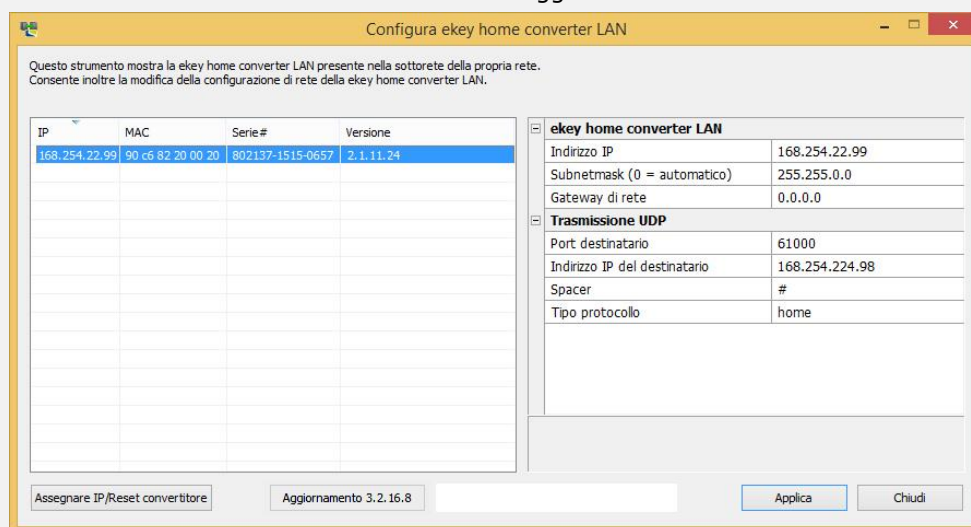 Configura ekey home converter LAN
Questo strumento mostra la ekey home converter LAN presente nella sottorete della propria rete.
Consente inoltre la modifica della configurazione di rete della ekey home converter LAN.
IP MAC Serie# Versione
168.254.22.99 90 c6 82 20 00 20 802137-1515-0657 2.1.11.24
ekey home converter LAN
Indirizzo IP 168.254.22.99
Subnetmask (0 = automatico) 255.255.0.0
Gateway di rete 0.0.0.0
Trasmissione UDP
Port destinatario 61000
Indirizzo IP del destinatario 168.254.224.98
Spacer #
Tipo protocollo home
Assegnare IP/Reset convertitore Aggiornamento 3.2.16.8 Applica Chiudi